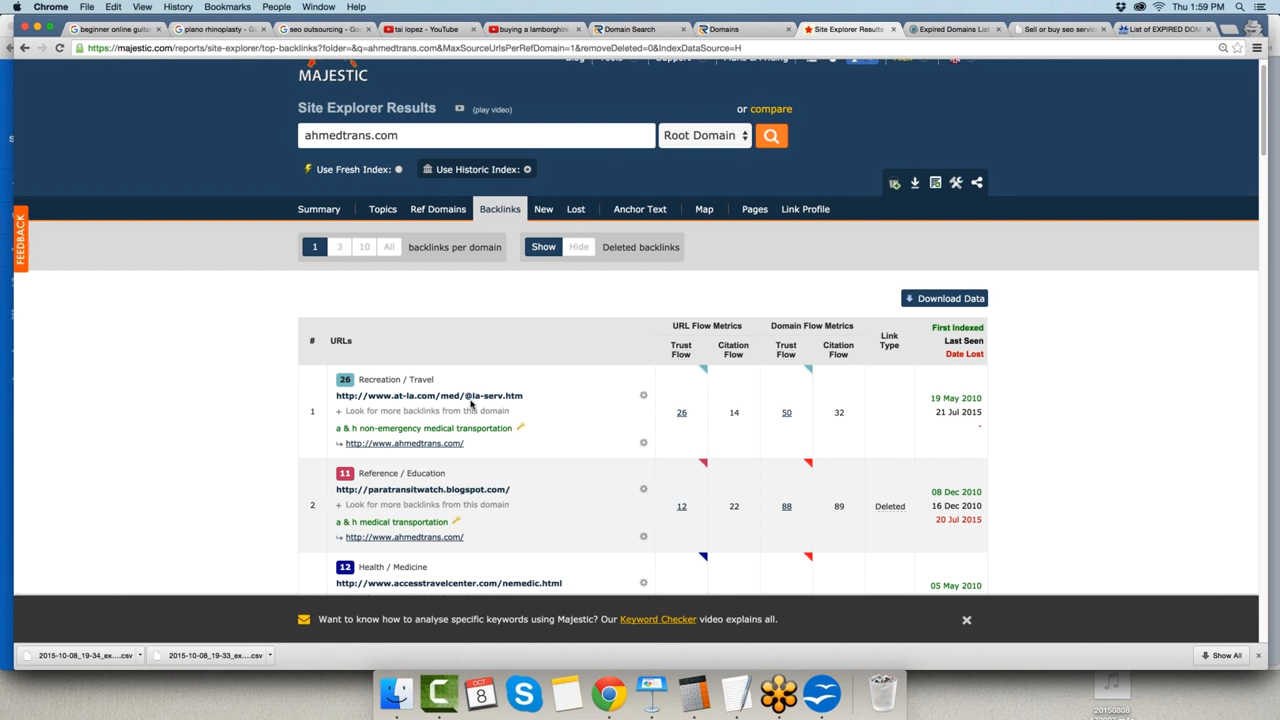 Chrome File Edit View History Bookmarks People Window Help Thu 1:59 PM
beginner online guitar piano rhinoplasty - G seo outsourcing - Go tai lopez - YouTube buying a lamborghini Domain Search Domains Site Explorer Results Expired Domains List Sell or buy seo servic List of EXPIRED DOM
https://majestic.com/reports/site-explorer/top-backlinks?folder=&q=ahmedtrans.com&MaxSourceUrlsPerRefDomain=1&removeDeleted=0&IndexDataSource=H
MAJESTIC
Site Explorer Results (play video) or compare
ahmedtrans.com Root Domain
Use Fresh Index: Use Historic Index:
Summary Topics Ref Domains Backlinks New Lost Anchor Text Map Pages Link Profile
FEEDBACK
1 3 10 All backlinks per domain Show Hide Deleted backlinks
Download Data
# URLs URL Flow Metrics Domain Flow Metrics Link Type First Indexed
Trust Flow Citation Flow Trust Flow Citation Flow Last Seen
Date Lost
26 Recreation / Travel
http://www.at-la.com/med/@la-serv.htm 19 May 2010
1 + Look for more backlinks from this domain 26 14 50 32 21 Jul 2015
a & h non-emergency medical transportation -
http://www.ahmedtrans.com/
11 Reference / Education
http://paratransitwatch.blogspot.com/ 08 Dec 2010
2 + Look for more backlinks from this domain 12 22 88 89 Deleted 16 Dec 2010
a & h medical transportation 20 Jul 2015
http://www.ahmedtrans.com/
12 Health / Medicine
http://www.accesstravelcenter.com/nemedic.html 05 May 2010
Want to know how to analyse specific keywords using Majestic? Our Keyword Checker video explains all.
2015-10-08_19-34_ex....csv 2015-10-08_19-33_ex....csv Show All
OCT
8
20150808